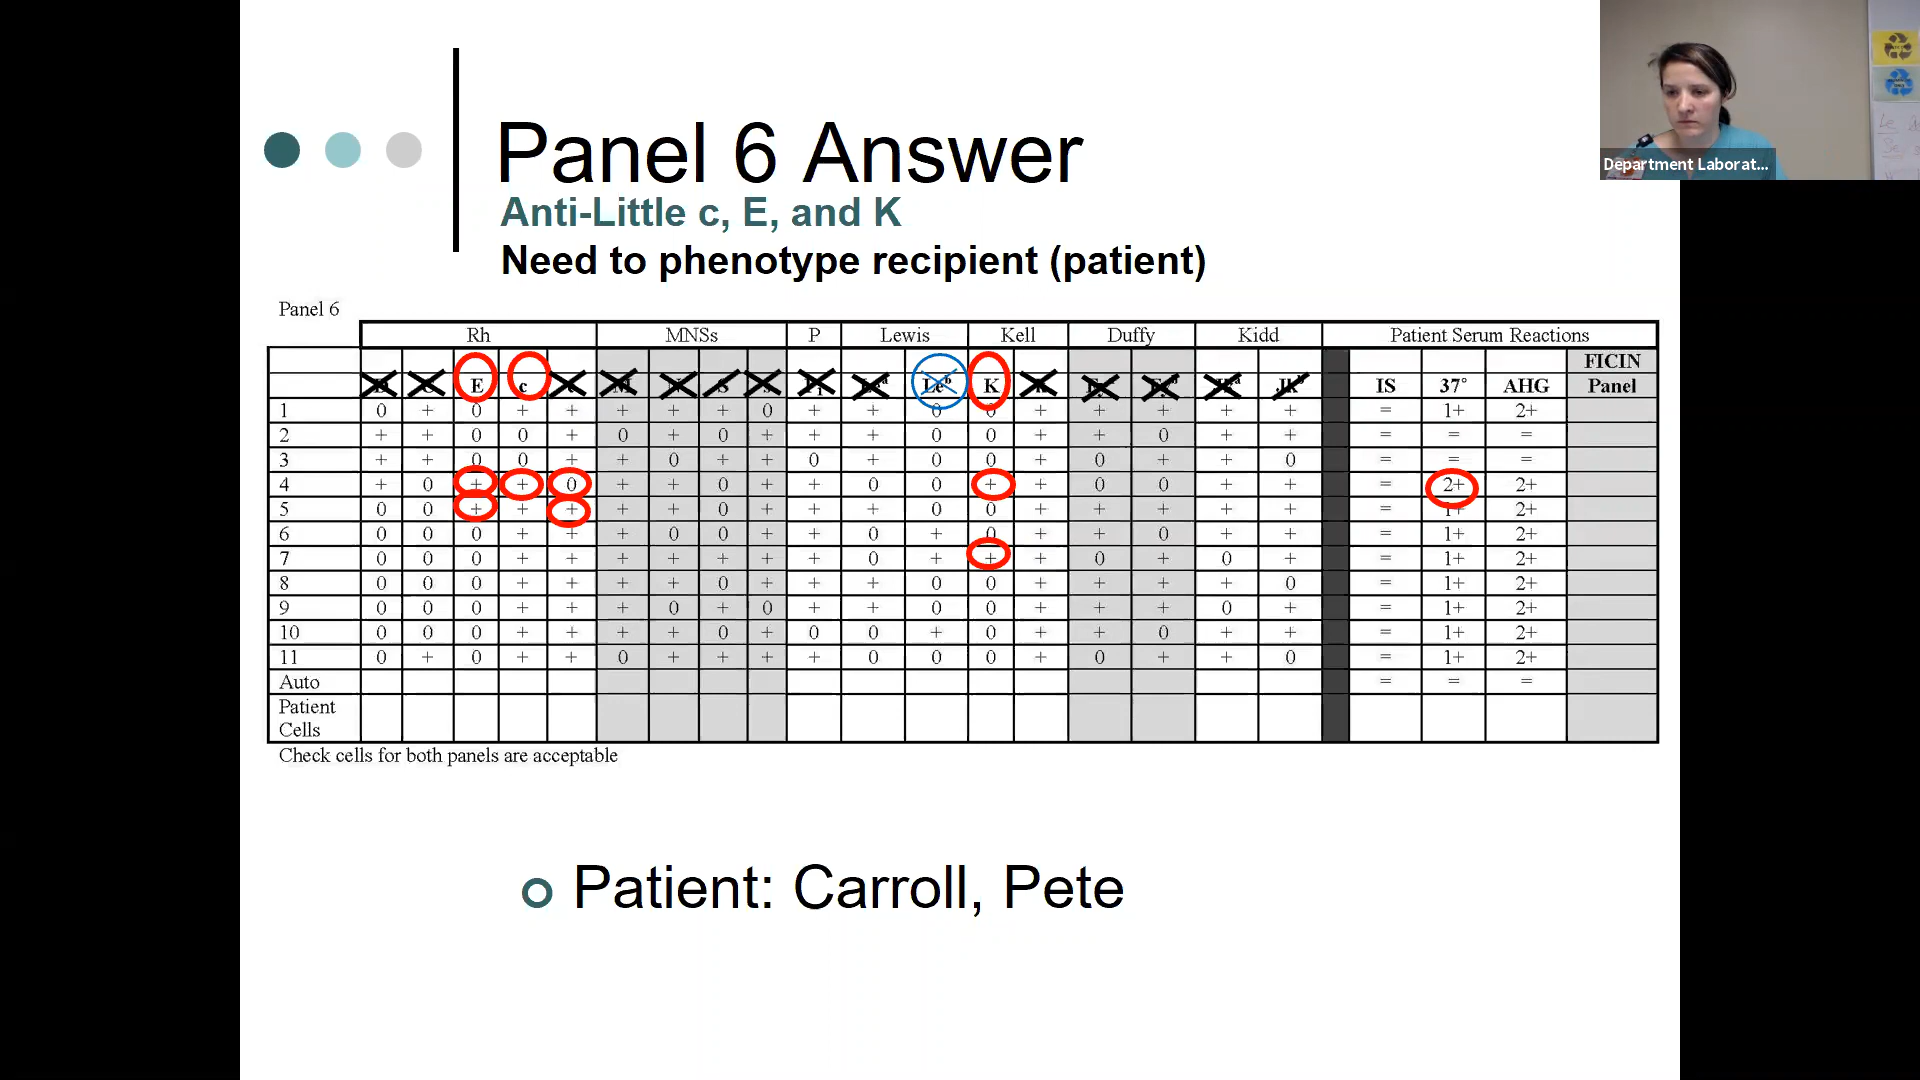 Panel 6 Answer
Anti-Little c, E, and K
Need to phenotype recipient (patient)
Department Laborat...
Panel 6
Rh MNSs P Lewis Kell Duffy Kidd Patient Serum Reactions
FICIN
E c Leb K IS 37° AHG Panel
1 0 + 0 + + + + + 0 + + 0 0 + + + + + = 1+ 2+
2 + + 0 0 + 0 + 0 + + + 0 0 + + 0 + + = = =
3 + + 0 0 + + 0 + + 0 + 0 0 + 0 + + 0 = = =
4 + 0 + + 0 + + 0 + + 0 0 + + 0 0 + + = 2+ 2+
5 0 0 + + + + + 0 + + + 0 0 + + + + + = 1+ 2+
6 0 0 0 + + + 0 0 + + 0 + 0 + + 0 + + = 1+ 2+
7 0 0 0 + + + + + + + 0 + + + 0 + 0 + = 1+ 2+
8 0 0 0 + + + + 0 + + + 0 0 + + + + 0 = 1+ 2+
9 0 0 0 + + + 0 + 0 + + 0 0 + + + 0 + = 1+ 2+
10 0 0 0 + + + + 0 + 0 0 + 0 + + 0 + + = 1+ 2+
11 0 + 0 + + 0 + + + + 0 0 0 + 0 + + 0 = 1+ 2+
Auto = = =
Patient
Cells
Check cells for both panels are acceptable
Patient: Carroll, Pete